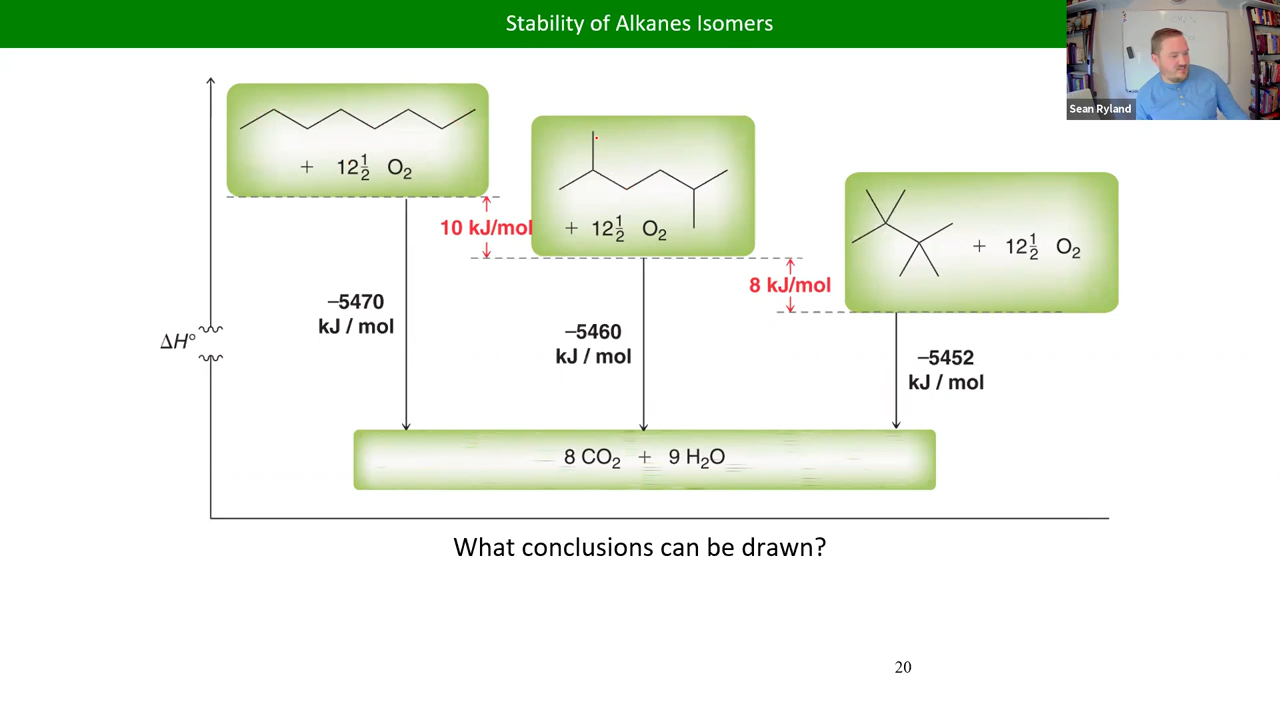 Stability of Alkanes Isomers
Sean Ryland
+ 12½ O₂
10 kJ/mol
+ 12½ O₂
8 kJ/mol
+ 12½ O₂
–5470
kJ / mol
ΔH°
–5460
kJ / mol
–5452
kJ / mol
8 CO₂ + 9 H₂O
What conclusions can be drawn?
20